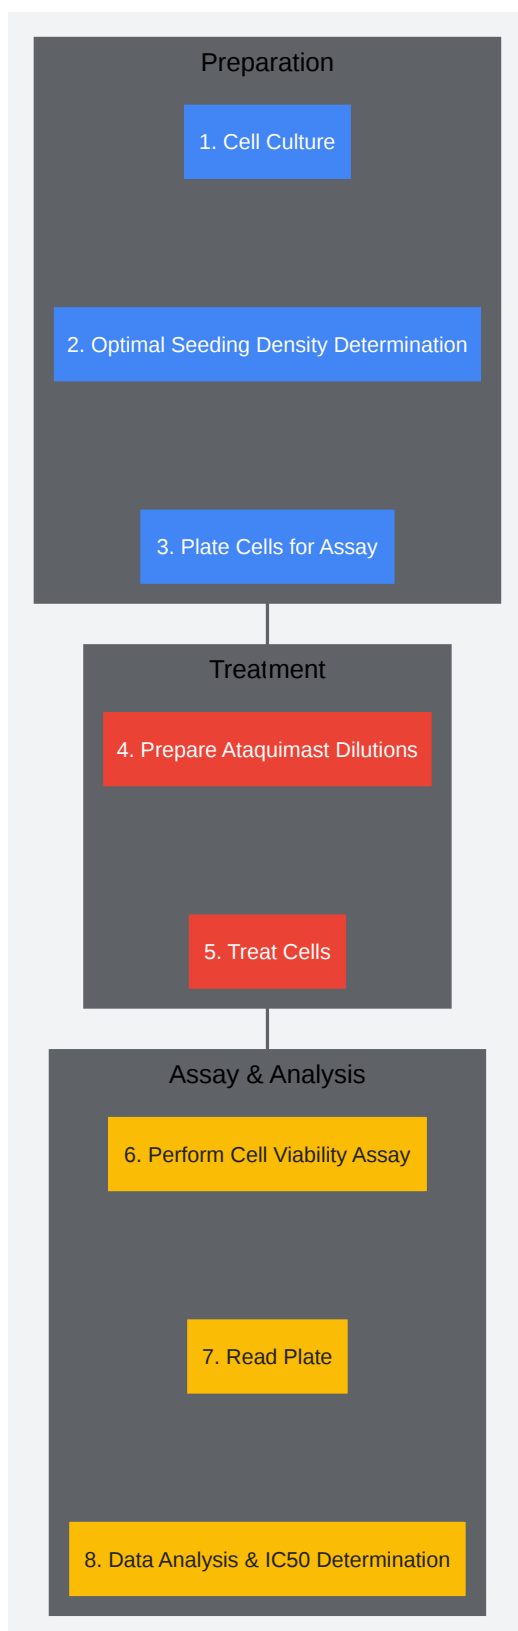 Preparation
1. Cell Culture
2. Optimal Seeding Density Determination
3. Plate Cells for Assay
Treatment
4. Prepare Ataquimast Dilutions
5. Treat Cells
Assay & Analysis
6. Perform Cell Viability Assay
7. Read Plate
8. Data Analysis & IC50 Determination